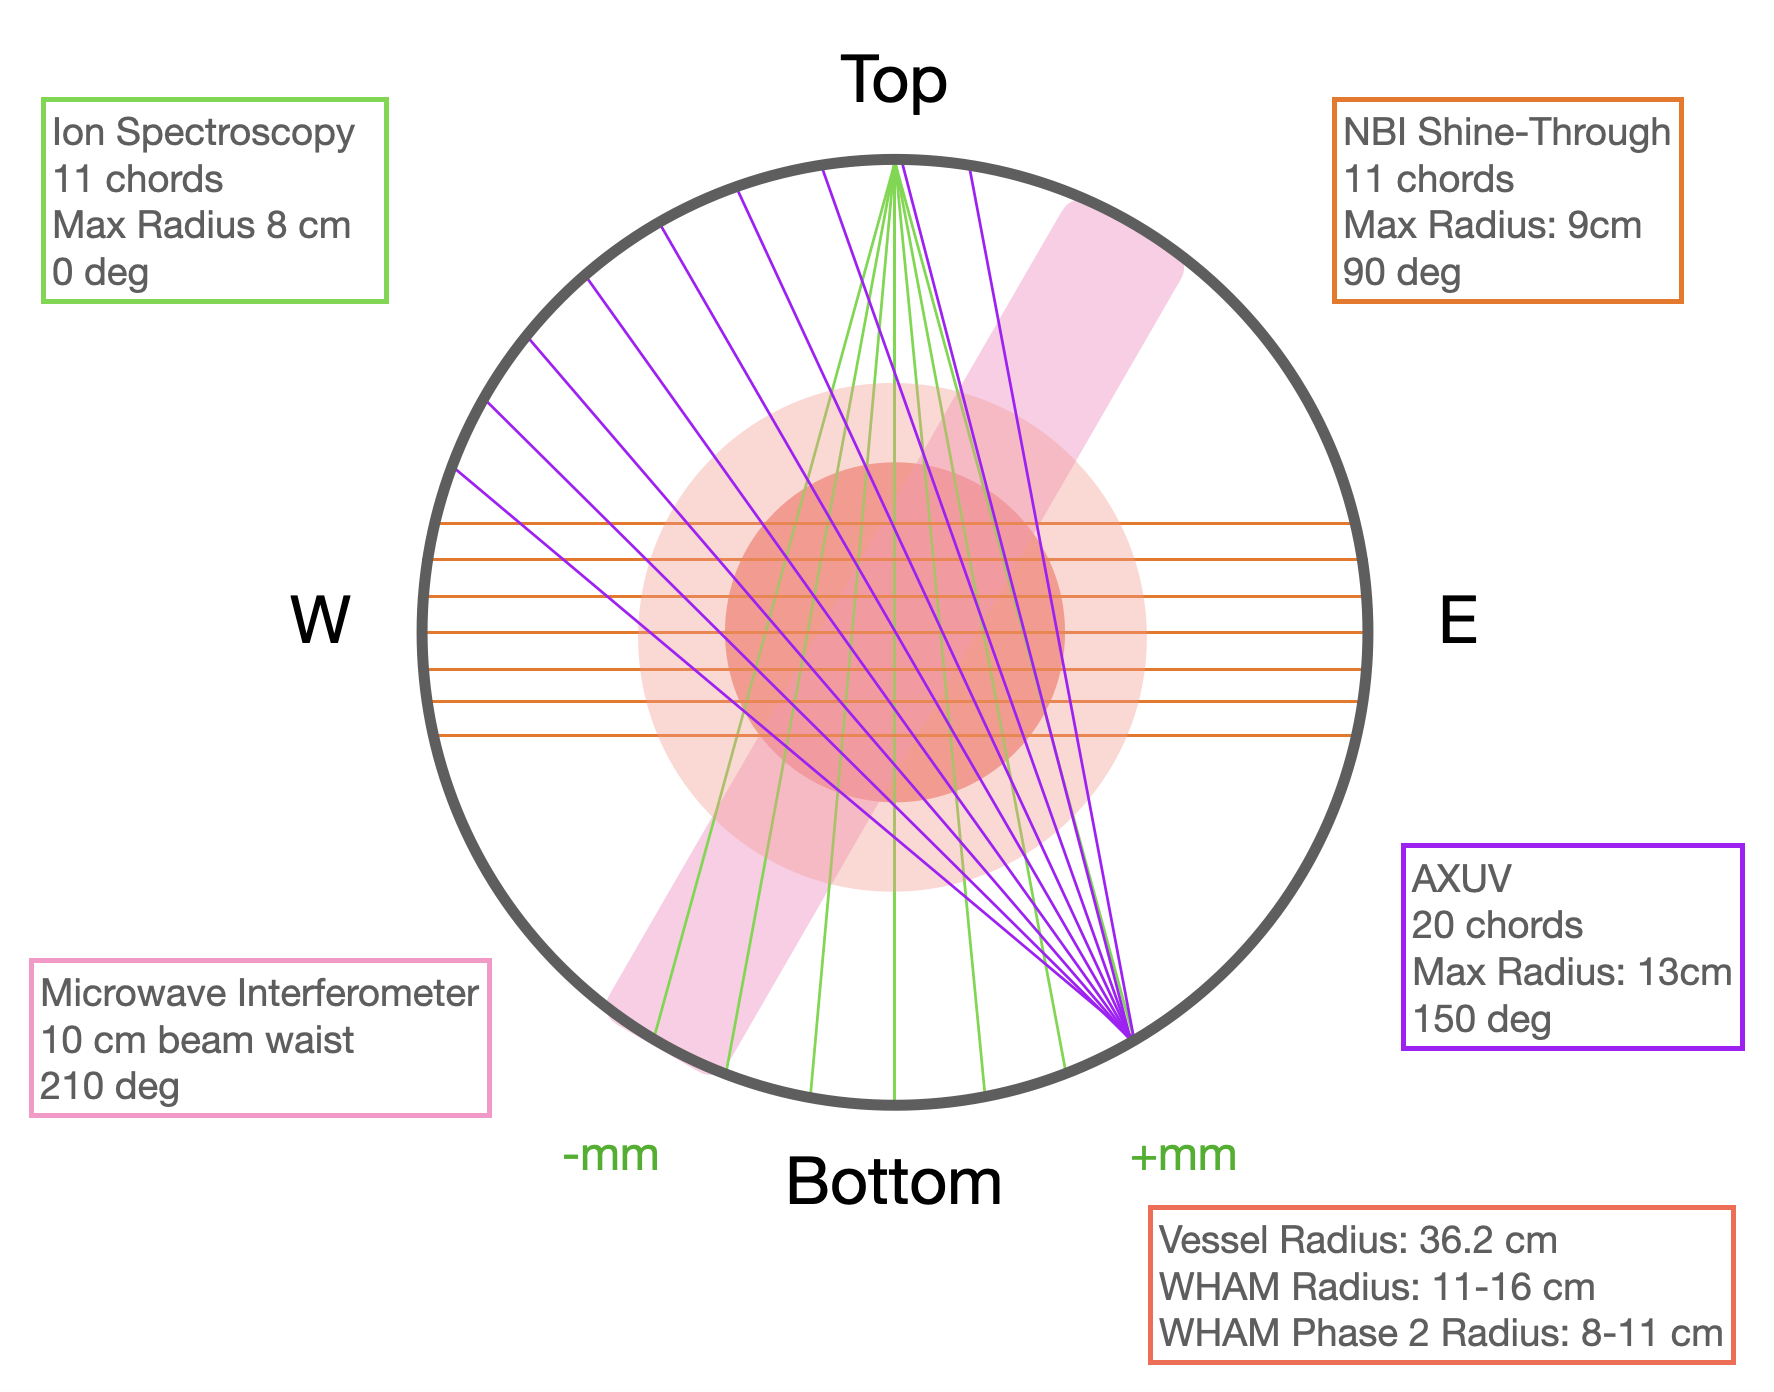 Top
Ion Spectroscopy
11 chords
Max Radius 8 cm
0 deg
NBI Shine-Through
11 chords
Max Radius: 9cm
90 deg
W
E
AXUV
20 chords
Max Radius: 13cm
150 deg
Microwave Interferometer
10 cm beam waist
210 deg
-mm
Bottom
+mm
Vessel Radius: 36.2 cm
WHAM Radius: 11-16 cm
WHAM Phase 2 Radius: 8-11 cm